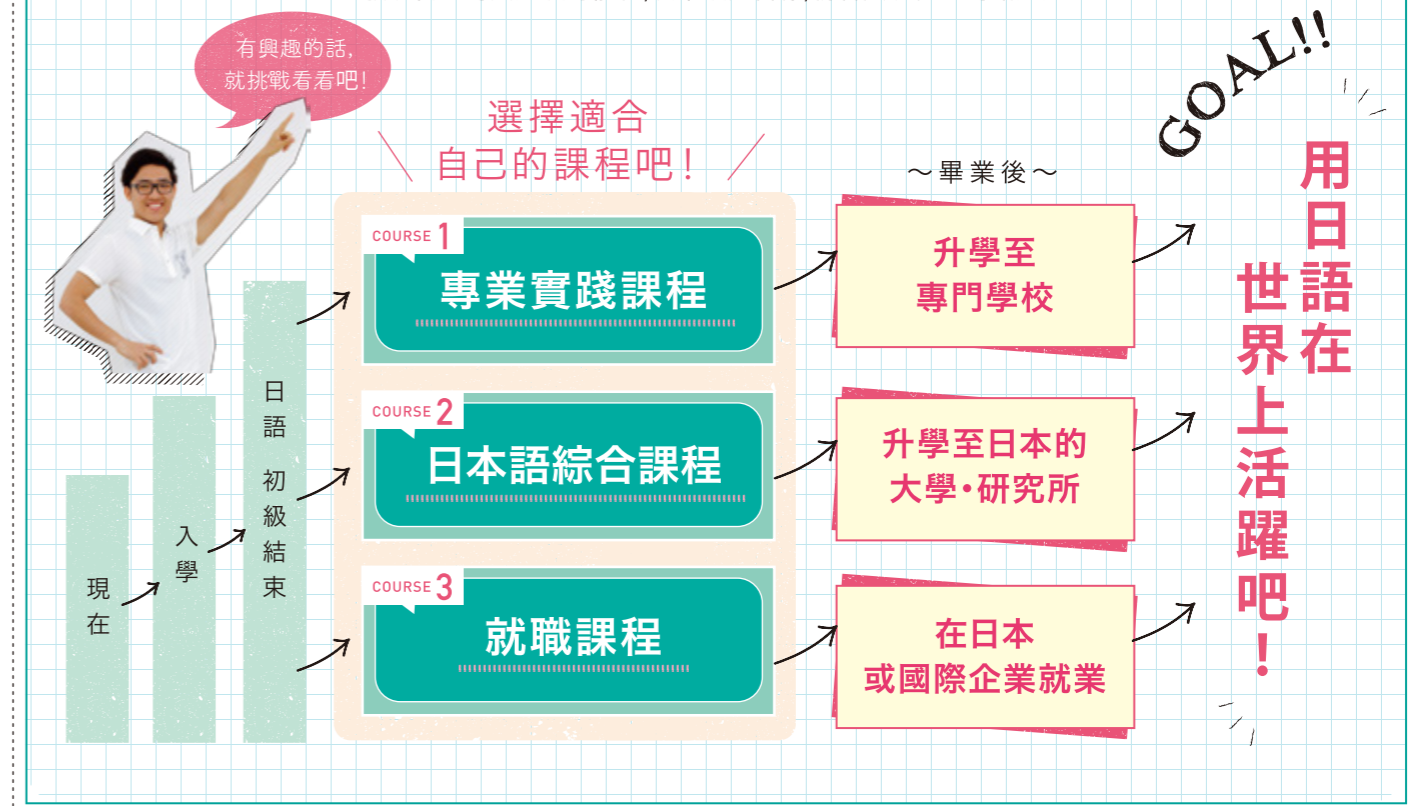 有興趣的話,
就挑戰看看吧!
選擇適合
自己的課程吧!
現在
入學
日語 初級結束
COURSE 1
專業實踐課程
COURSE 2
日本語綜合課程
COURSE 3
就職課程
～畢業後～
升學至
專門學校
升學至日本的
大學・研究所
在日本
或國際企業就業
GOAL!!
用日語在
世界上活躍吧!